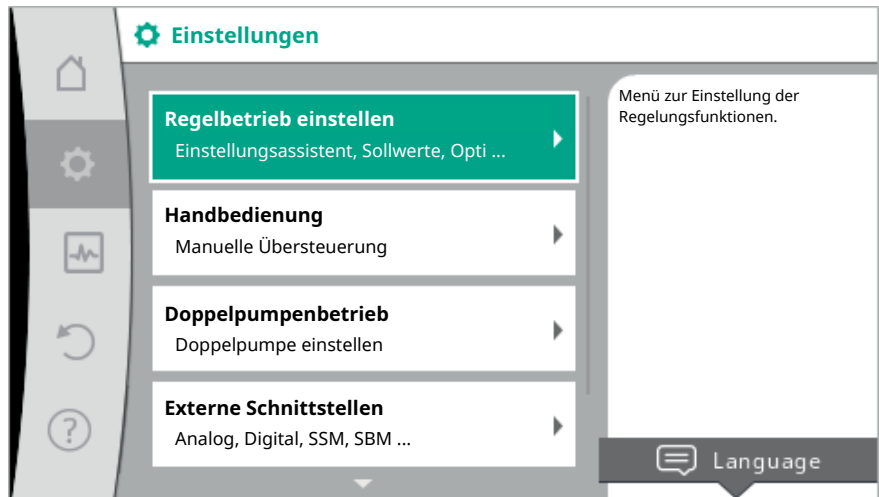 Einstellungen
Regelbetrieb einstellen
Einstellungsassistent, Sollwerte, Opti ...
Handbedienung
Manuelle Übersteuerung
Doppelpumpenbetrieb
Doppelpumpe einstellen
Externe Schnittstellen
Analog, Digital, SSM, SBM ...
Menü zur Einstellung der
Regelungsfunktionen.
?
Language